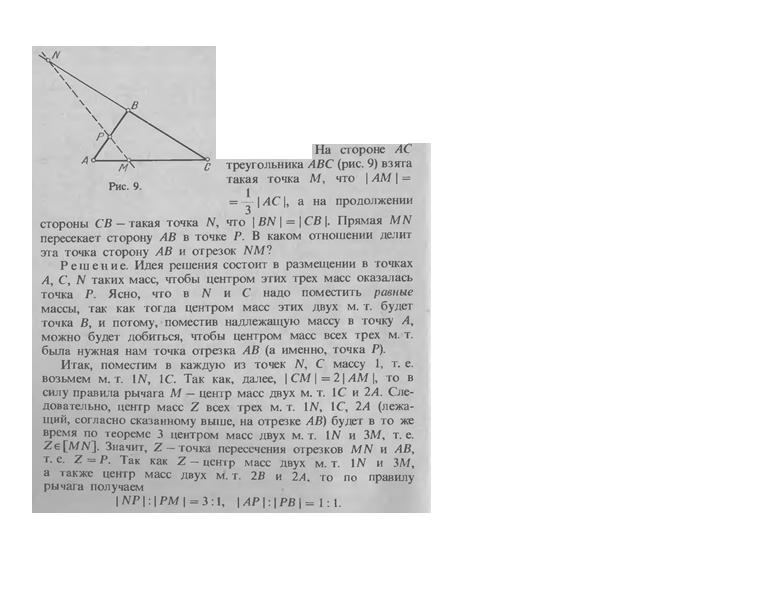 N
B
P
A
M
C
Рис. 9.
На стороне AC
треугольника ABC (рис. 9) взята
такая точка M, что |AM| =
= 1/3 |AC|, а на продолжении
стороны CB — такая точка N, что |BN| = |CB|. Прямая MN
пересекает сторону AB в точке P. В каком отношении делит
эта точка сторону AB и отрезок NM?
Решение. Идея решения состоит в размещении в точках
A, C, N таких масс, чтобы центром этих трех масс оказалась
точка P. Ясно, что в N и C надо поместить равные
массы, так как тогда центром масс этих двух м. т. будет
точка B, и потому, поместив надлежащую массу в точку A,
можно будет добиться, чтобы центром масс всех трех м. т.
была нужная нам точка отрезка AB (а именно, точка P).
Итак, поместим в каждую из точек N, C массу 1, т. е.
возьмем м. т. 1N, 1C. Так как, далее, |CM| = 2|AM|, то в
силу правила рычага M — центр масс двух м. т. 1C и 2A. Сле-
довательно, центр масс Z всех трех м. т. 1N, 1C, 2A (лежа-
щий, согласно сказанному выше, на отрезке AB) будет в то же
время по теореме 3 центром масс двух м. т. 1N и 3M, т. е.
Z∈[MN]. Значит, Z — точка пересечения отрезков MN и AB,
т. е. Z = P. Так как Z — центр масс двух м. т. 1N и 3M,
а также центр масс двух м. т. 2B и 2A, то по правилу
рычага получаем
|NP|:|PM| = 3:1, |AP|:|PB| = 1:1.